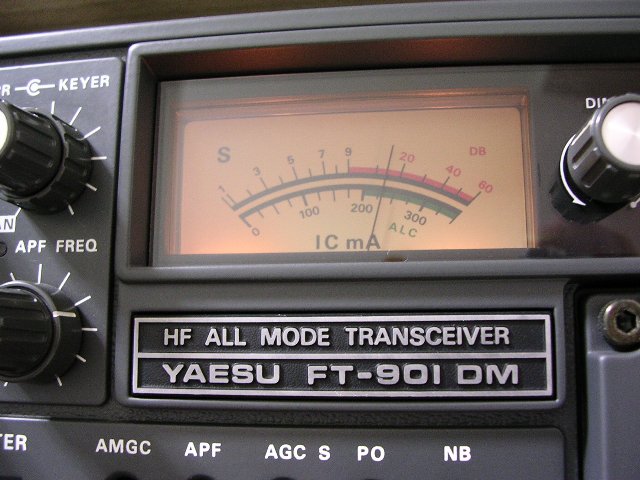 KEYER
DIM
S
1 3 5 7 9 20 40 60
DB
0 100 200 300
IC mA
ALC
APF FREQ
HF ALL MODE TRANSCEIVER
YAESU FT-901 DM
AMGC APF AGC S PO NB